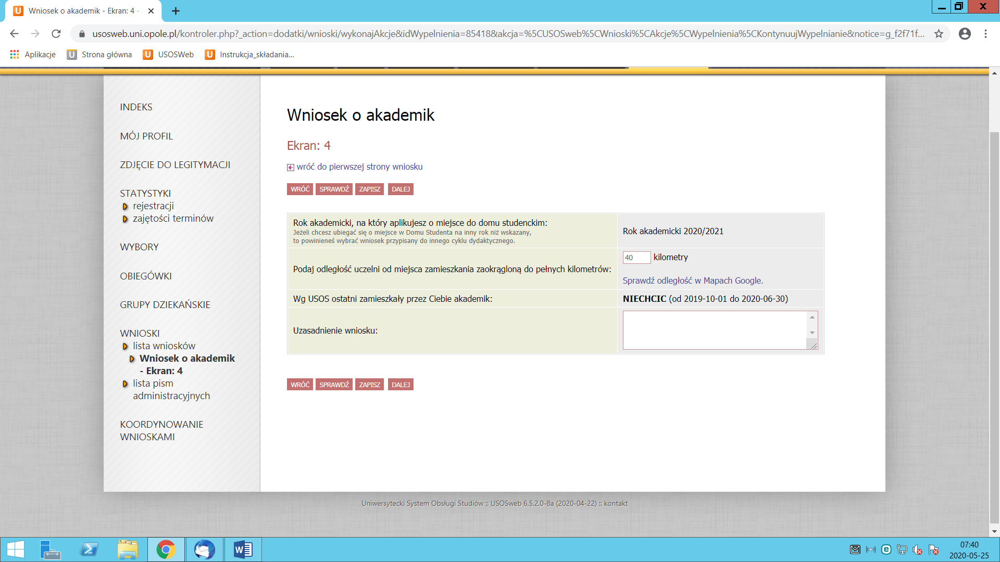 Wniosek o akademik - Ekran: 4 -
usosweb.uni.opole.pl/kontroler.php?_action=dodatki/wnioski/wykonajAkcje&idWypelnienia=85418&akcja=%5CUSOSweb%5CWnioski%5CAkcje%5CWypelnienia%5CKontynuujWypelnianie&notice=g_f2f71f...
Aplikacje
Strona główna
USOSWeb
Instrukcja_składania...
INDEKS
MÓJ PROFIL
ZDJĘCIE DO LEGITYMACJI
STATYSTYKI
rejestracji
zajętości terminów
WYBORY
OBIEGÓWKI
GRUPY DZIEKAŃSKIE
WNIOSKI
lista wniosków
Wniosek o akademik
- Ekran: 4
lista pism
administracyjnych
KOORDYNOWANIE
WNIOSKAMI
Wniosek o akademik
Ekran: 4
wróć do pierwszej strony wniosku
WRÓĆ SPRAWDŹ ZAPISZ DALEJ
Rok akademicki, na który aplikujesz o miejsce do domu studenckim:
Jeżeli chcesz ubiegać się o miejsce w Domu Studenta na inny rok niż wskazany,
to powinieneś wybrać wniosek przypisany do innego cyklu dydaktycznego.
Rok akademicki 2020/2021
Podaj odległość uczelni od miejsca zamieszkania zaokrągloną do pełnych kilometrów:
40 kilometry
Sprawdź odległość w Mapach Google.
Wg USOS ostatni zamieszkały przez Ciebie akademik:
NIECHCIC (od 2019-10-01 do 2020-06-30)
Uzasadnienie wniosku:
WRÓĆ SPRAWDŹ ZAPISZ DALEJ
Uniwersytecki System Obsługi Studiów :: USOSweb 6.5.2.0-8a (2020-04-22) :: kontakt
07:40
2020-05-25